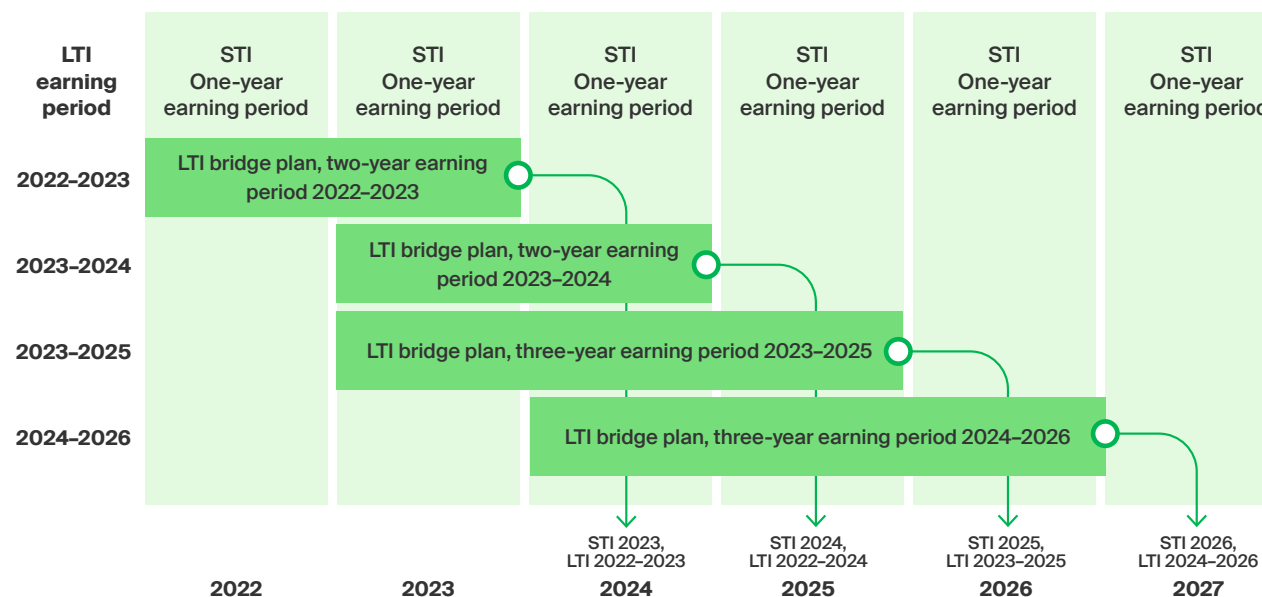 LTI
earning
period
STI
One-year
earning period
STI
One-year
earning period
STI
One-year
earning period
STI
One-year
earning period
STI
One-year
earning period
STI
One-year
earning perio
2022–2023
LTI bridge plan, two-year earning
period 2022–2023
2023–2024
LTI bridge plan, two-year earning
period 2023–2024
2023–2025
LTI bridge plan, three-year earning period 2023–2025
2024–2026
LTI bridge plan, three-year earning period 2024–2026
STI 2023,
LTI 2022–2023
STI 2024,
LTI 2022–2024
STI 2025,
LTI 2023–2025
STI 2026,
LTI 2024–2026
2022
2023
2024
2025
2026
2027